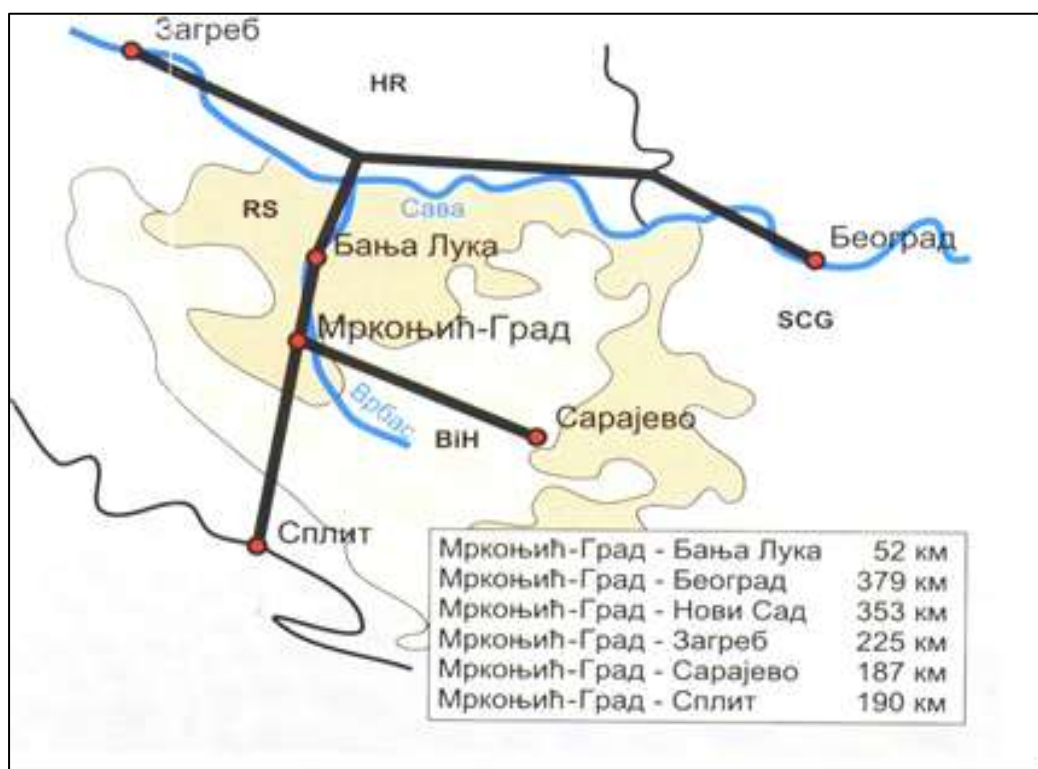 Загреб
HR
RS
Сава
Бања Лука
Београд
SCG
Мркоњић-Град
Врбас
BiH
Сарајево
Сплит
Мркоњић-Град - Бања Лука 52 км
Мркоњић-Град - Београд 379 км
Мркоњић-Град - Нови Сад 353 км
Мркоњић-Град - Загреб 225 км
Мркоњић-Град - Сарајево 187 км
Мркоњић-Град - Сплит 190 км